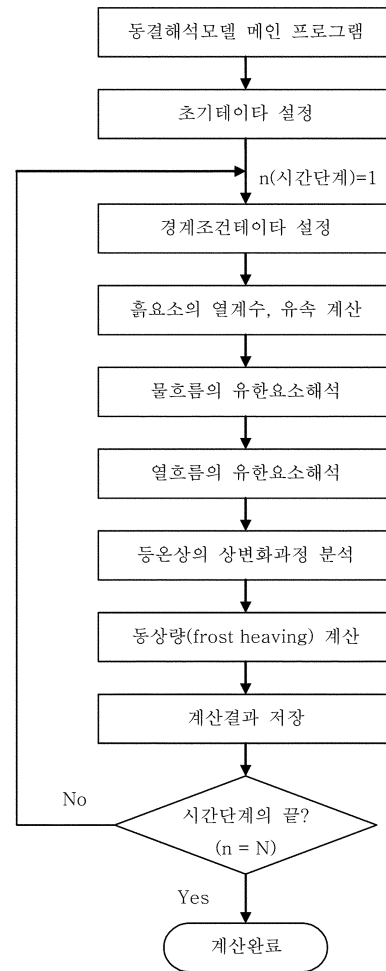 동결해석모델 메인 프로그램
초기테이타 설정
n(시간단계)=1
경계조건테이타 설정
흙요소의 열계수, 유속 계산
물흐름의 유한요소해석
열흐름의 유한요소해석
등온상의 상변화과정 분석
동상량(frost heaving) 계산
계산결과 저장
No
시간단계의 끝?
(n = N)
Yes
계산완료